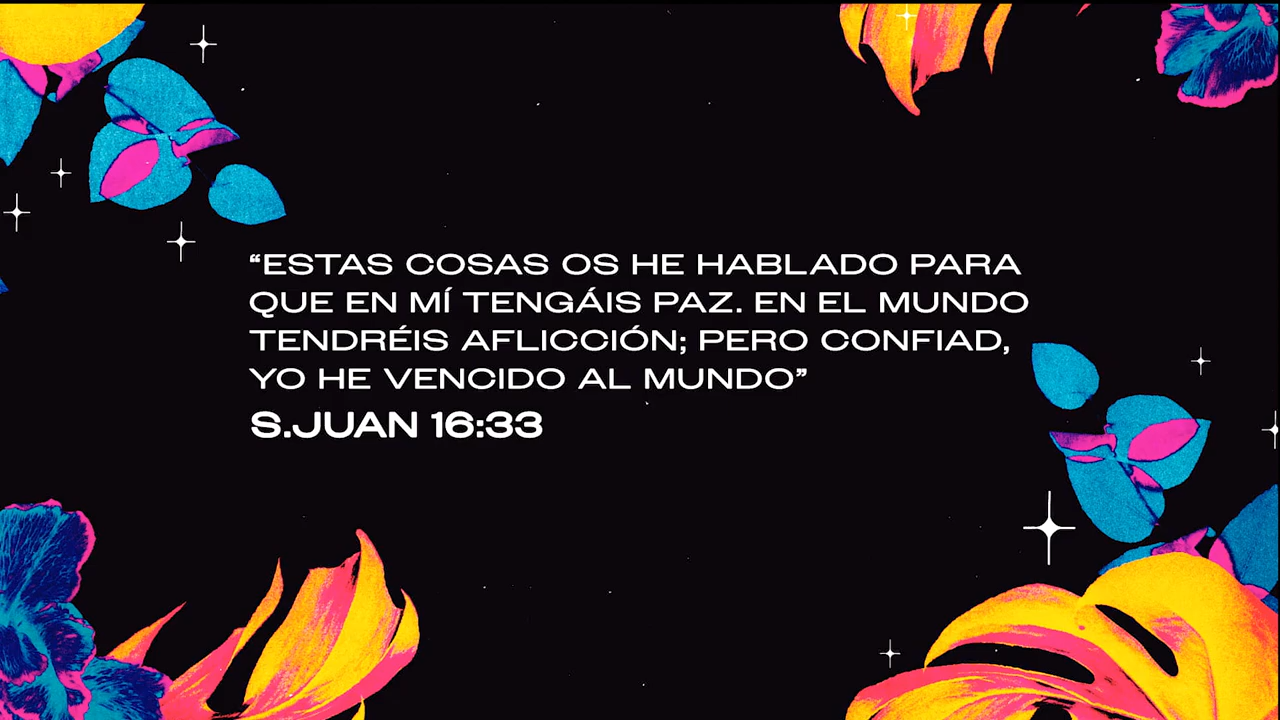 “ESTAS COSAS OS HE HABLADO PARA
QUE EN MÍ TENGÁIS PAZ. EN EL MUNDO
TENDRÉIS AFLICCIÓN; PERO CONFIAD,
YO HE VENCIDO AL MUNDO”
S.JUAN 16:33